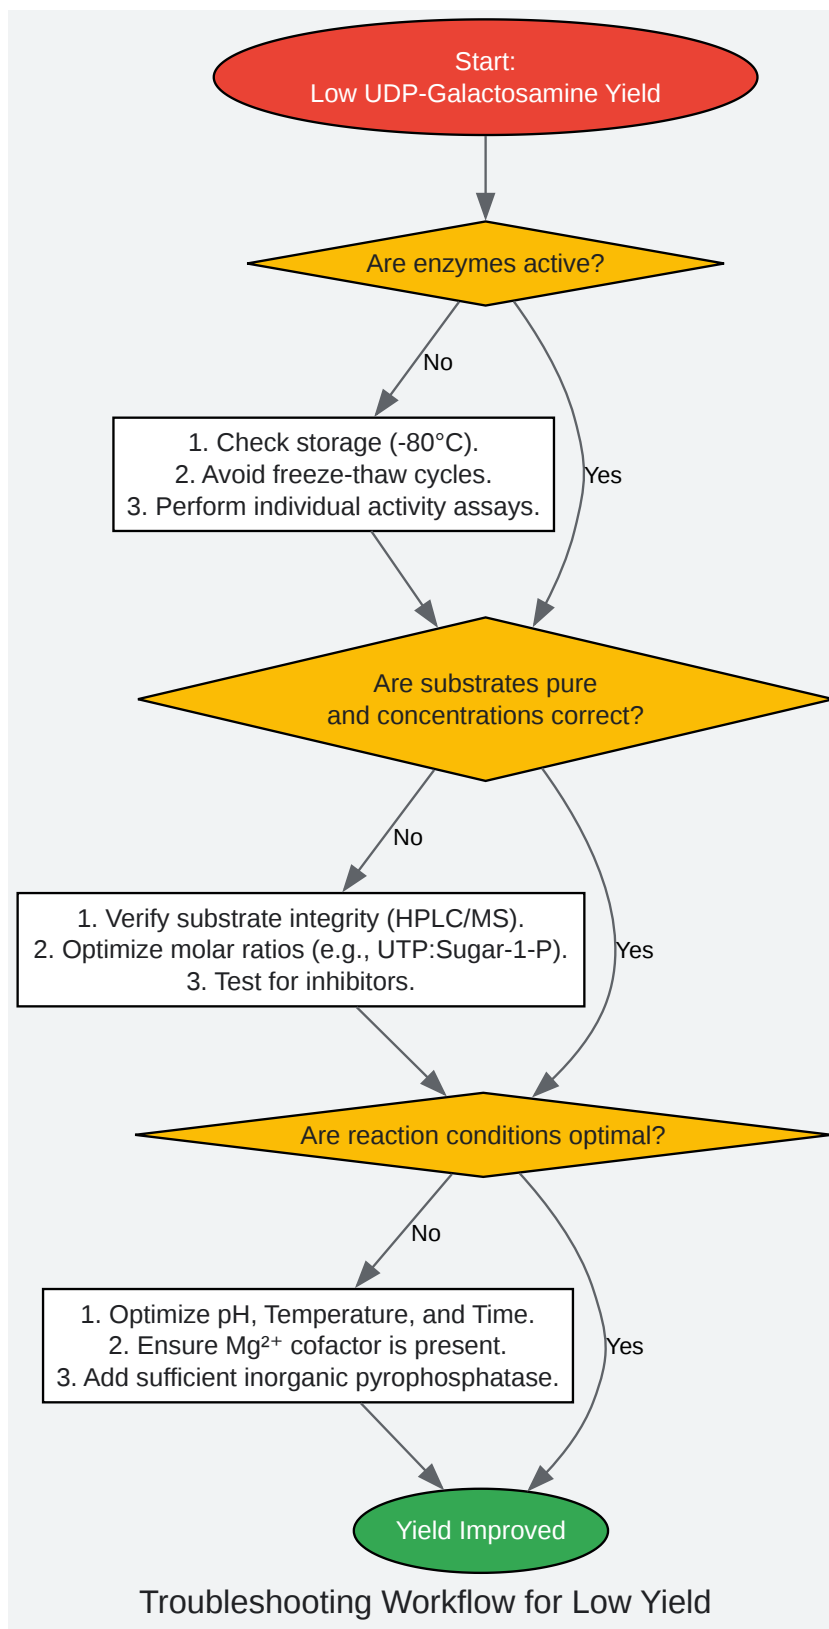 Start:
Low UDP-Galactosamine Yield
Are enzymes active?
No
1. Check storage (-80°C).
2. Avoid freeze-thaw cycles.
3. Perform individual activity assays.
Yes
Are substrates pure
and concentrations correct?
No
1. Verify substrate integrity (HPLC/MS).
2. Optimize molar ratios (e.g., UTP:Sugar-1-P).
3. Test for inhibitors.
Yes
Are reaction conditions optimal?
No
1. Optimize pH, Temperature, and Time.
2. Ensure Mg²⁺ cofactor is present.
3. Add sufficient inorganic pyrophosphatase.
Yes
Yield Improved
Troubleshooting Workflow for Low Yield